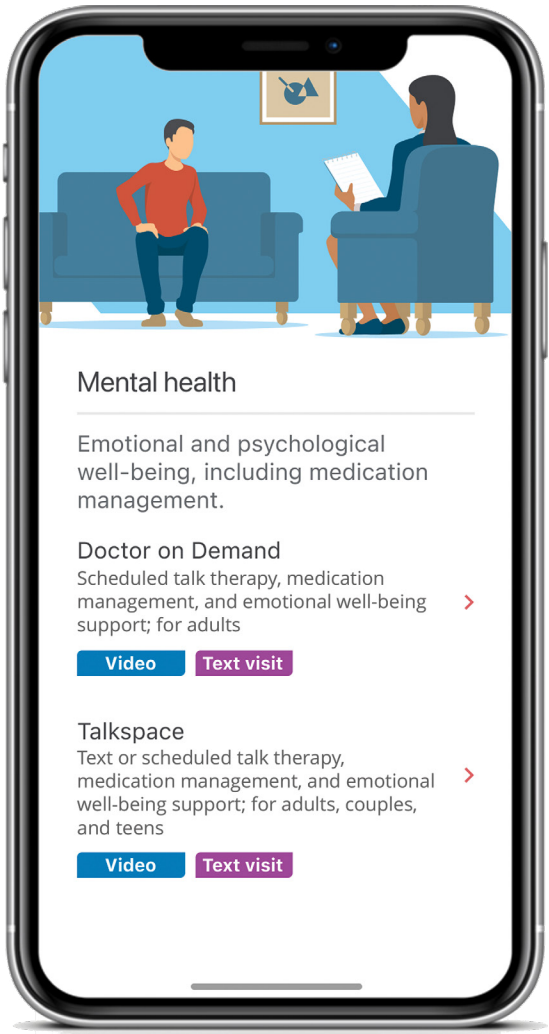 Mental health
Emotional and psychological
well-being, including medication
management.
Doctor on Demand
Scheduled talk therapy, medication
management, and emotional well-being
support; for adults
Video Text visit
Talkspace
Text or scheduled talk therapy,
medication management, and emotional
well-being support; for adults, couples,
and teens
Video Text visit